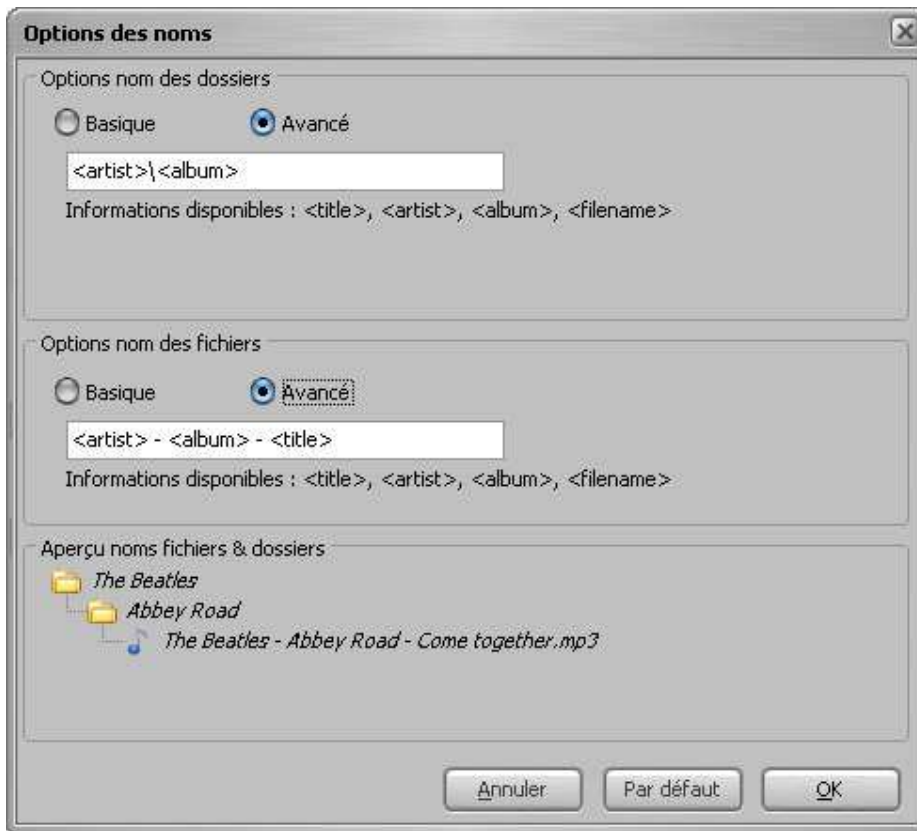 Options des noms
Options nom des dossiers
Basique Avancé
<artist>\<album>
Informations disponibles : <title>, <artist>, <album>, <filename>
Options nom des fichiers
Basique Avancé
<artist> - <album> - <title>
Informations disponibles : <title>, <artist>, <album>, <filename>
Aperçu noms fichiers & dossiers
The Beatles
Abbey Road
The Beatles - Abbey Road - Come together.mp3
Annuler Par défaut OK